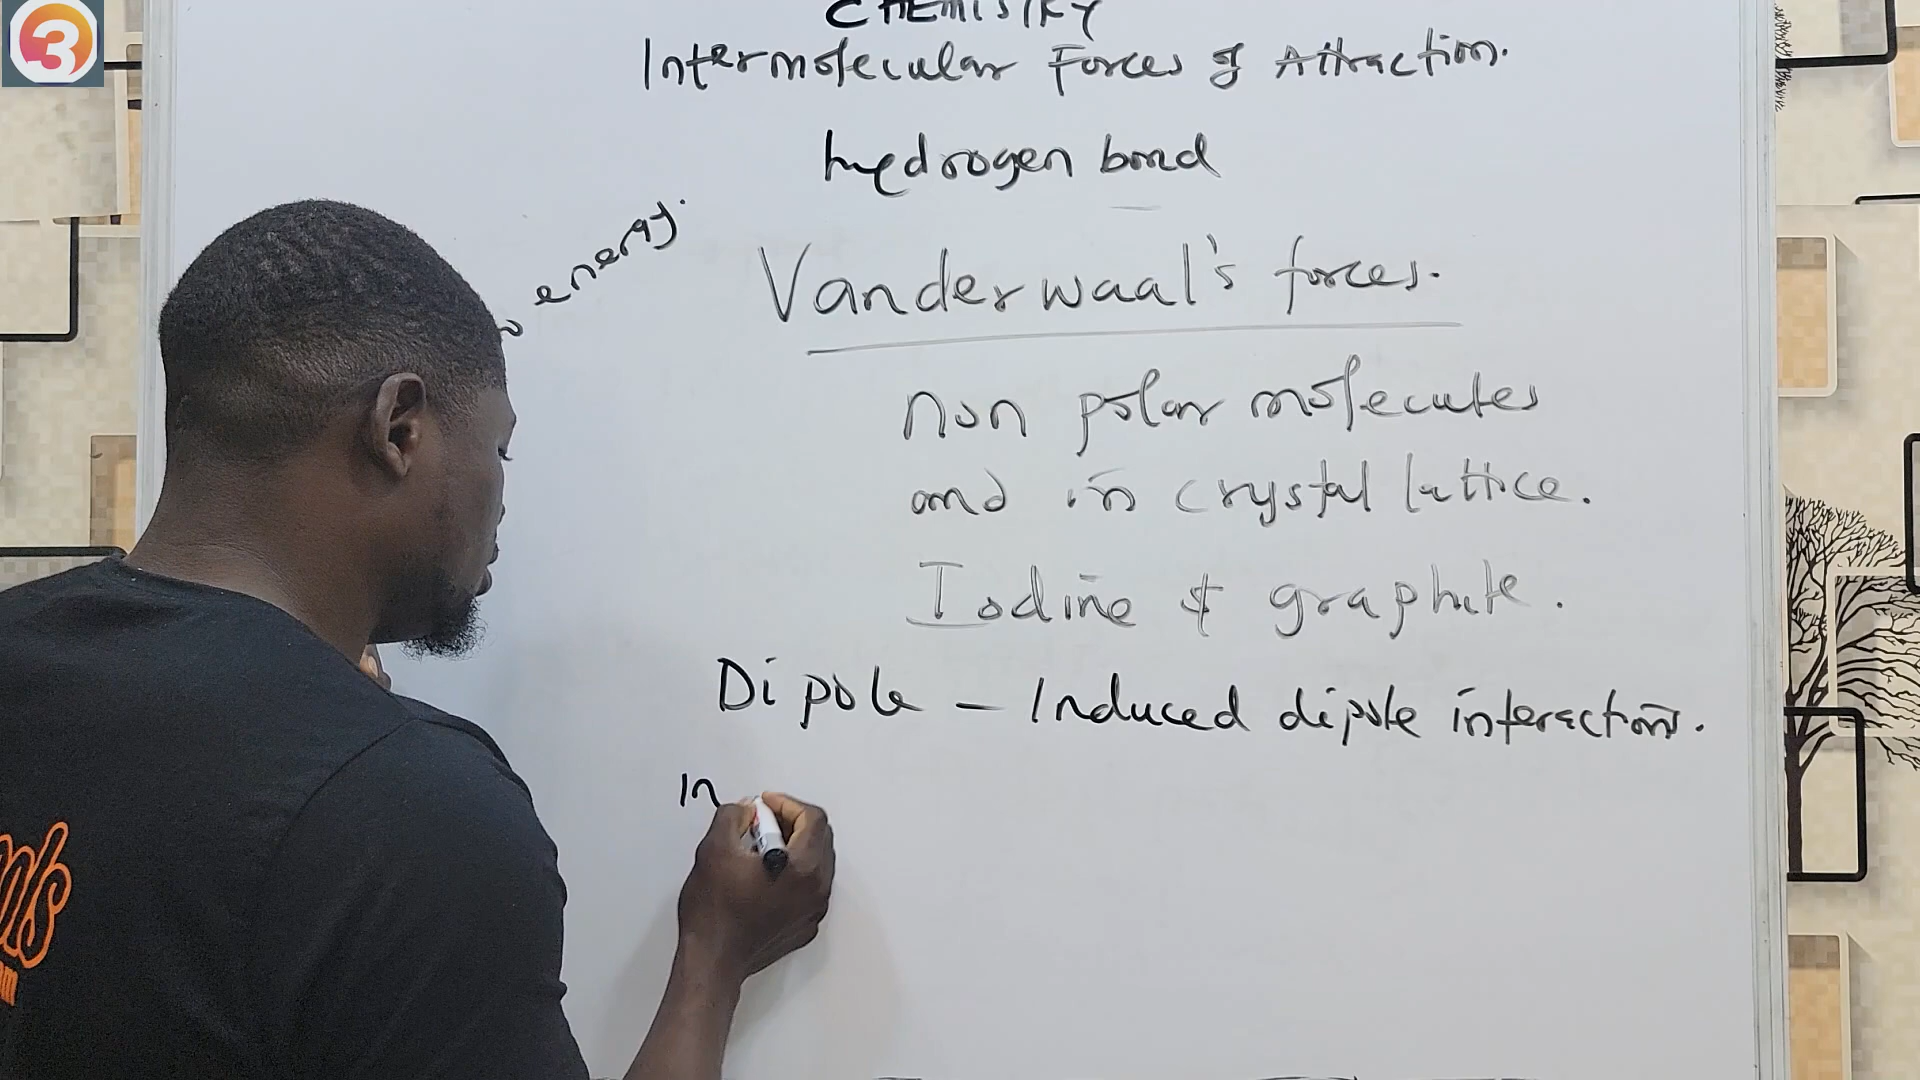 3
CHEMISTRY
Intermolecular Forces of Attraction.
hydrogen bond
energy.
Vanderwaal's forces.
non polar molecules
and in crystal lattice.
Iodine & graphite.
Dipole - Induced dipole interactions.
In